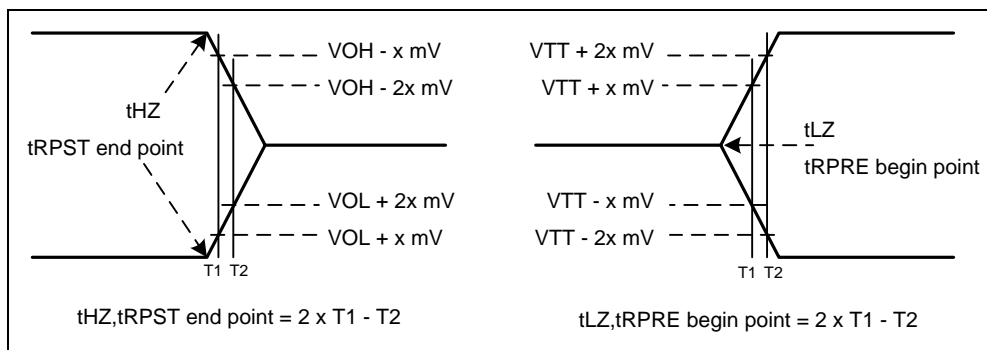 VOH - x mV
VOH - 2x mV
tHZ
tRPST end point
VOL + 2x mV
VOL + x mV
T1 T2
tHZ,tRPST end point = 2 x T1 - T2
VTT + 2x mV
VTT + x mV
tLZ
tRPRE begin point
VTT - x mV
VTT - 2x mV
T1 T2
tLZ,tRPRE begin point = 2 x T1 - T2